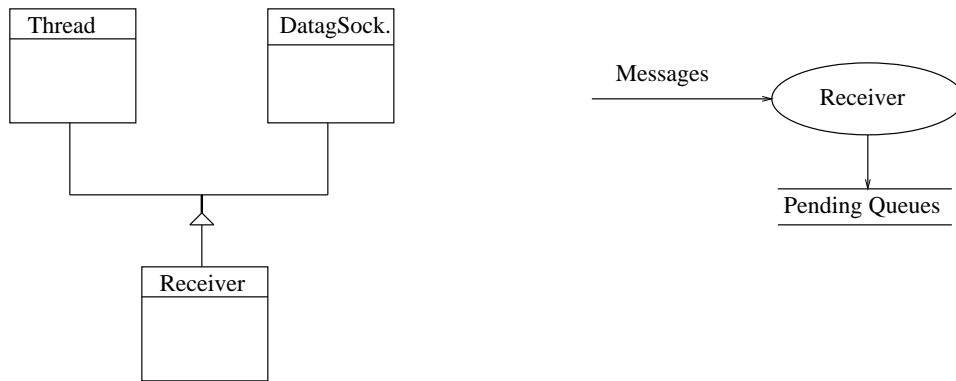 Thread
DatagSock.
Receiver
Messages
Receiver
Pending Queues